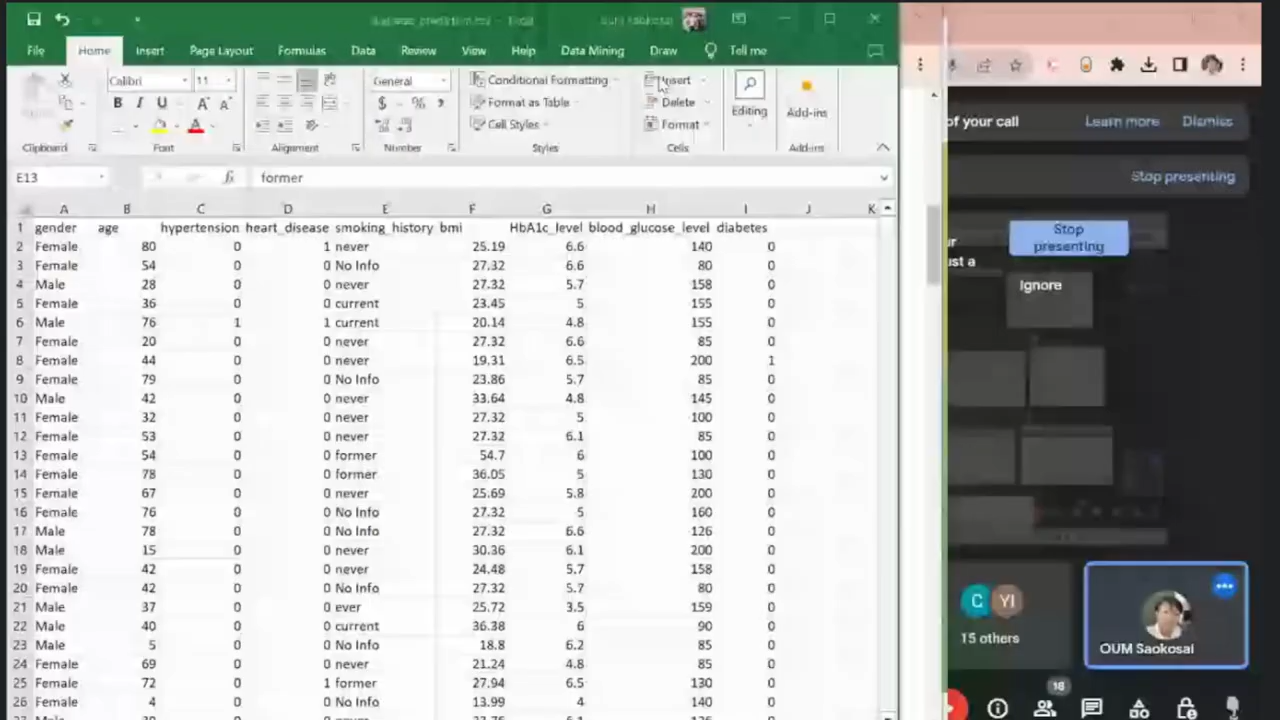 File Home Insert Page Layout Formulas Data Review View Help Data Mining Draw Tell me
Calibri 11 General Conditional Formatting Insert
B I U $ % Format as Table Delete Editing Add-ins
Cell Styles Format
Clipboard Font Alignment Number Styles Cells Add-ins
E13 fx former
A B C D E F G H I J K
1 gender age hypertension heart_disease smoking_history bmi HbA1c_level blood_glucose_level diabetes
2 Female 80 0 1 never 25.19 6.6 140 0
3 Female 54 0 0 No Info 27.32 6.6 80 0
4 Male 28 0 0 never 27.32 5.7 158 0
5 Female 36 0 0 current 23.45 5 155 0
6 Male 76 1 1 current 20.14 4.8 155 0
7 Female 20 0 0 never 27.32 6.6 85 0
8 Female 44 0 0 never 19.31 6.5 200 1
9 Female 79 0 0 No Info 23.86 5.7 85 0
10 Male 42 0 0 never 33.64 4.8 145 0
11 Female 32 0 0 never 27.32 5 100 0
12 Female 53 0 0 never 27.32 6.1 85 0
13 Female 54 0 0 former 54.7 6 100 0
14 Female 78 0 0 former 36.05 5 130 0
15 Female 67 0 0 never 25.69 5.8 200 0
16 Female 76 0 0 No Info 27.32 5 160 0
17 Male 78 0 0 No Info 27.32 6.6 126 0
18 Male 15 0 0 never 30.36 6.1 200 0
19 Female 42 0 0 never 24.48 5.7 158 0
20 Female 42 0 0 No Info 27.32 5.7 80 0
21 Male 37 0 0 ever 25.72 3.5 159 0
22 Male 40 0 0 current 36.38 6 90 0
23 Male 5 0 0 No Info 18.8 6.2 85 0
24 Female 69 0 0 never 21.24 4.8 85 0
25 Female 72 0 1 former 27.94 6.5 130 0
26 Female 4 0 0 No Info 13.99 4 140 0
of your call Learn more Dismiss
Stop presenting
Stop
presenting
ust a
Ignore
C YI
15 others
OUM Saokosal
18